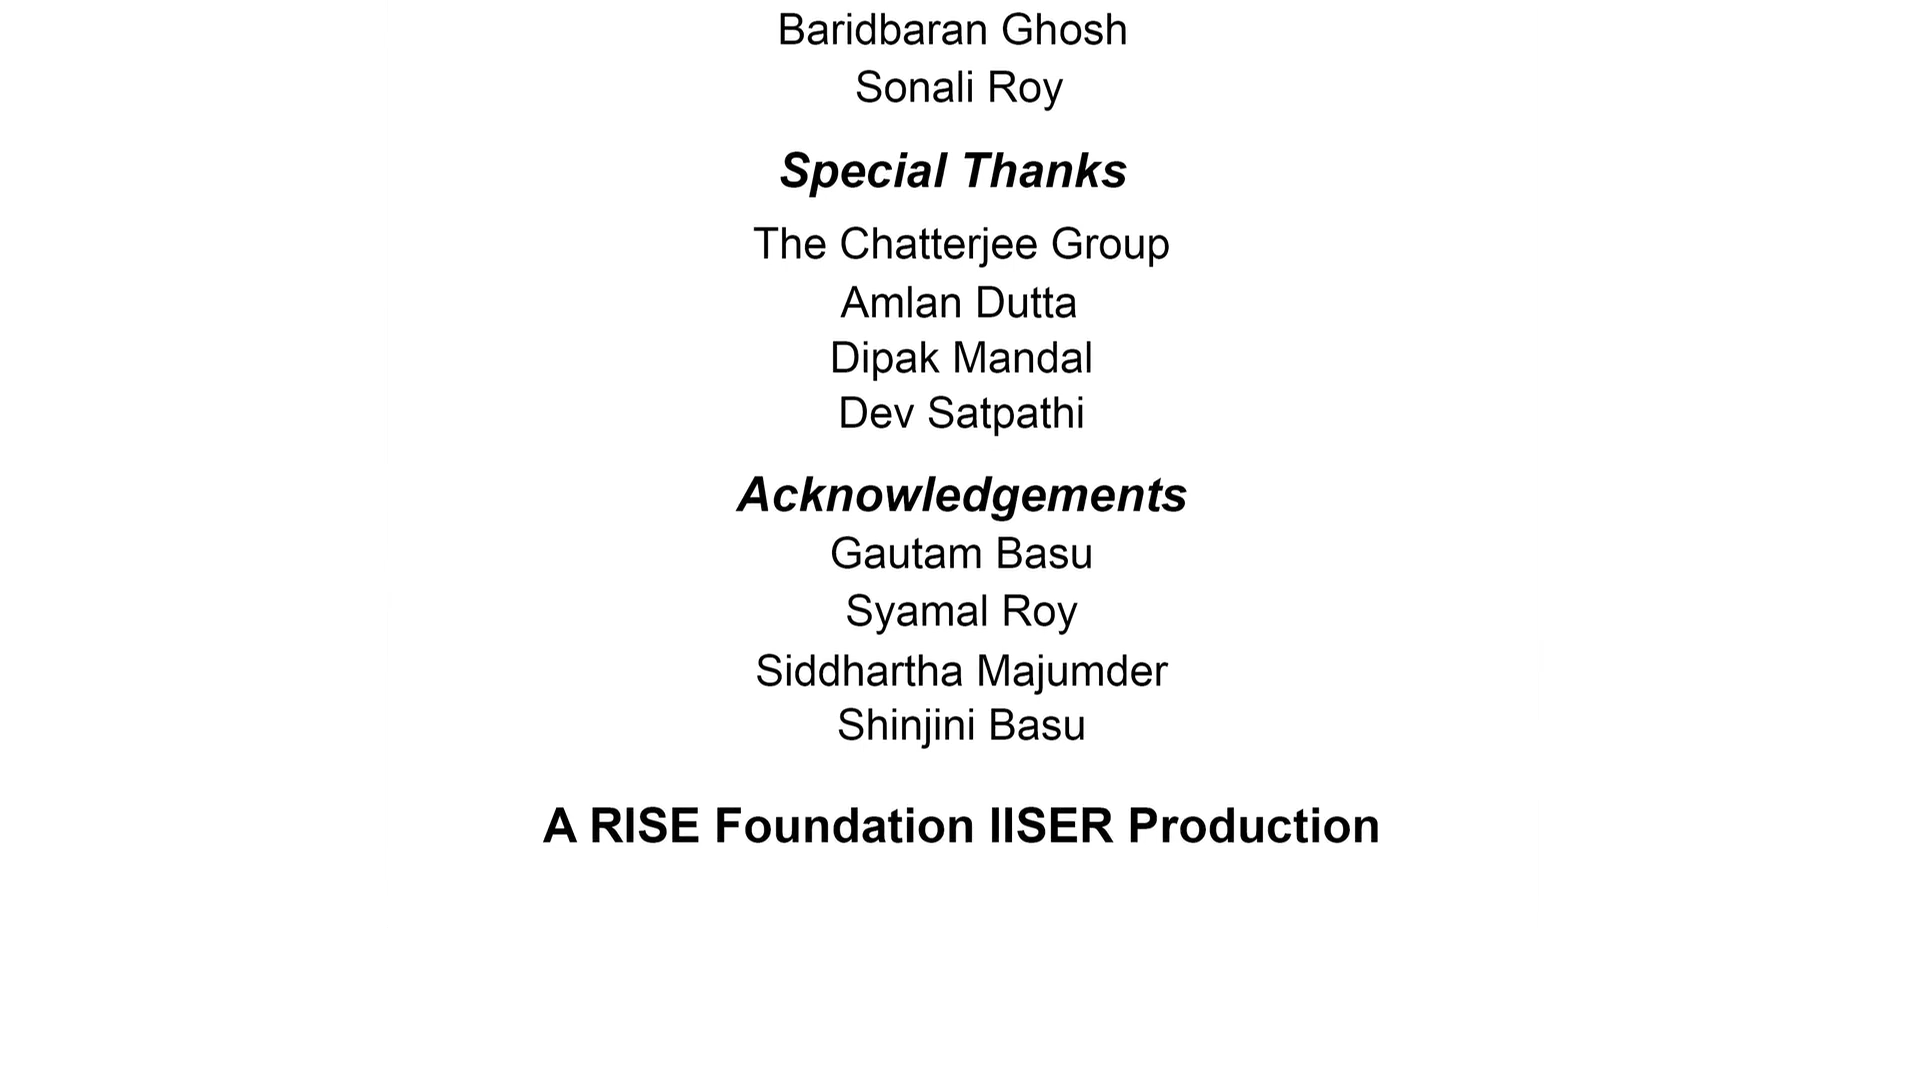 Baridbaran Ghosh
Sonali Roy
Special Thanks
The Chatterjee Group
Amlan Dutta
Dipak Mandal
Dev Satpathi
Acknowledgements
Gautam Basu
Syamal Roy
Siddhartha Majumder
Shinjini Basu
A RISE Foundation IISER Production